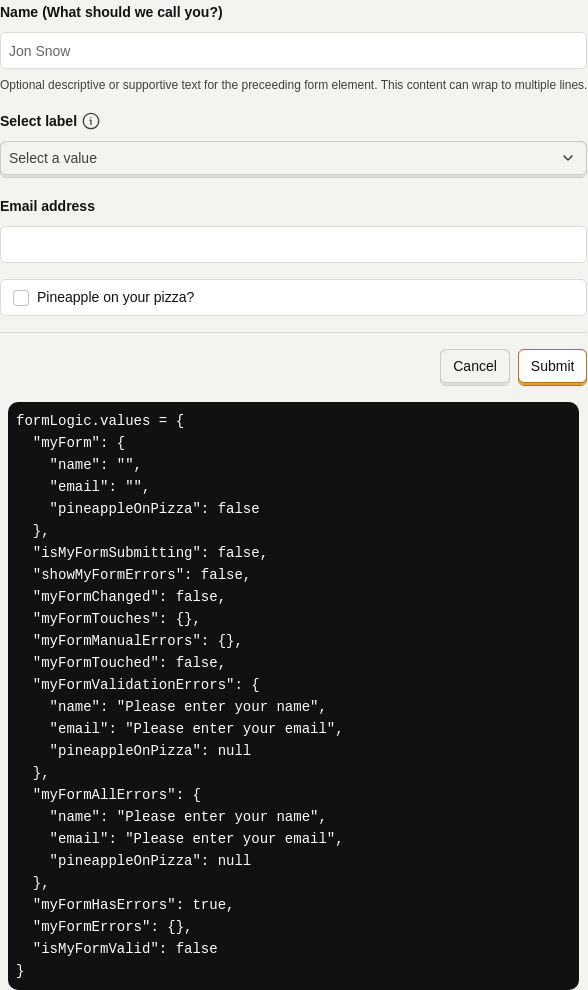 Name (What should we call you?)
Jon Snow
Optional descriptive or supportive text for the preceeding form element. This content can wrap to multiple lines.
Select label
Select a value
Email address
Pineapple on your pizza?
Cancel Submit
formLogic.values = {
  "myForm": {
    "name": "",
    "email": "",
    "pineappleOnPizza": false
  },
  "isMyFormSubmitting": false,
  "showMyFormErrors": false,
  "myFormChanged": false,
  "myFormTouches": {},
  "myFormManualErrors": {},
  "myFormTouched": false,
  "myFormValidationErrors": {
    "name": "Please enter your name",
    "email": "Please enter your email",
    "pineappleOnPizza": null
  },
  "myFormAllErrors": {
    "name": "Please enter your name",
    "email": "Please enter your email",
    "pineappleOnPizza": null
  },
  "myFormHasErrors": true,
  "myFormErrors": {},
  "isMyFormValid": false
}